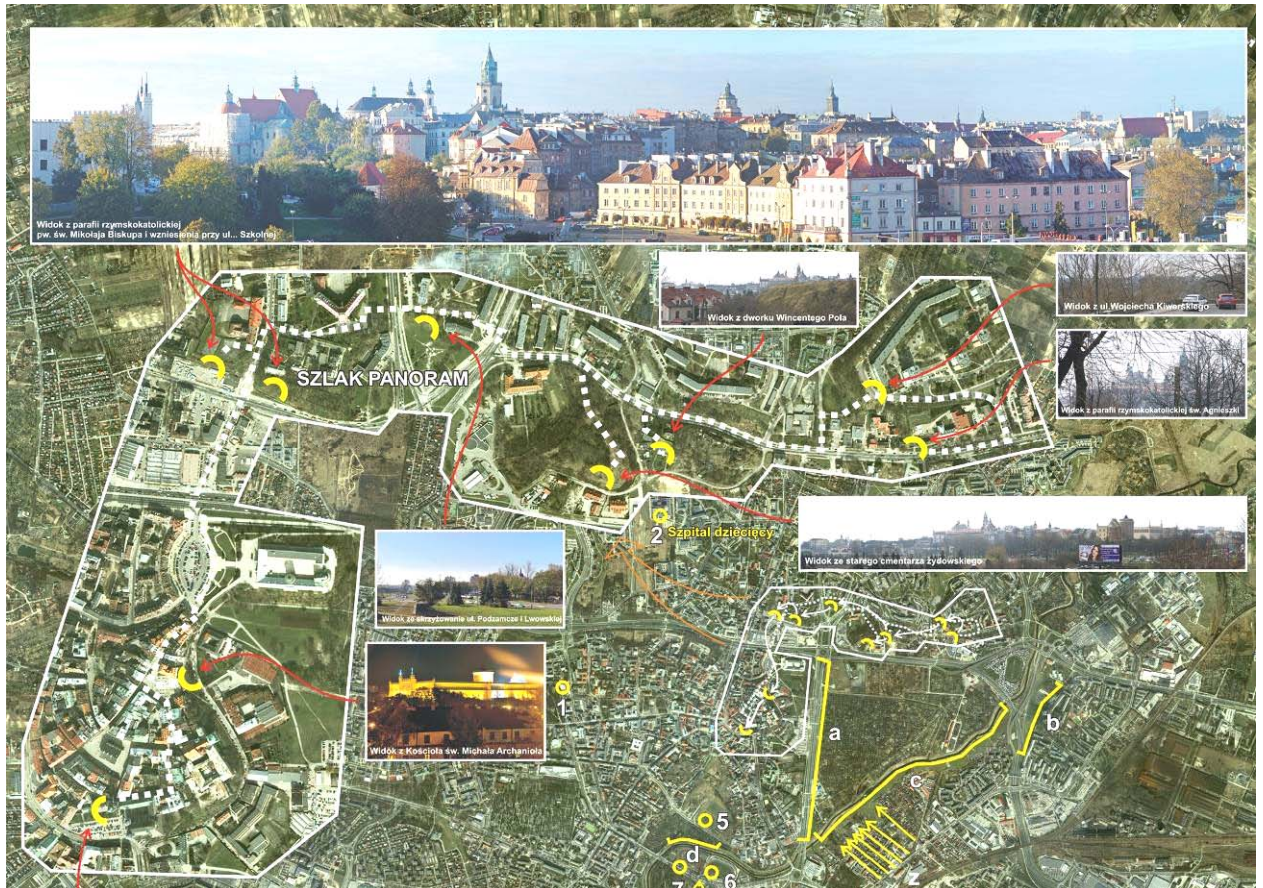 Widok z parafii rzymskokatolickiej
pw. św. Mikołaja Biskupa i wzniesienia przy ul... Szkolnej
Widok z dworku Wincentego Pola
Widok z ul.Wojciecha Kiwerskiego
Widok z parafii rzymskokatolickiej św. Agnieszki
SZLAK PANORAM
2
Szpital dziecięcy
Widok ze starego cmentarza żydowskiego
Widok ze skrzyżowanie ul. Podzamcze i Lwowskiej
Widok z Kościoła św. Michała Archanioła
1
a
b
c
5
d
7
6
z